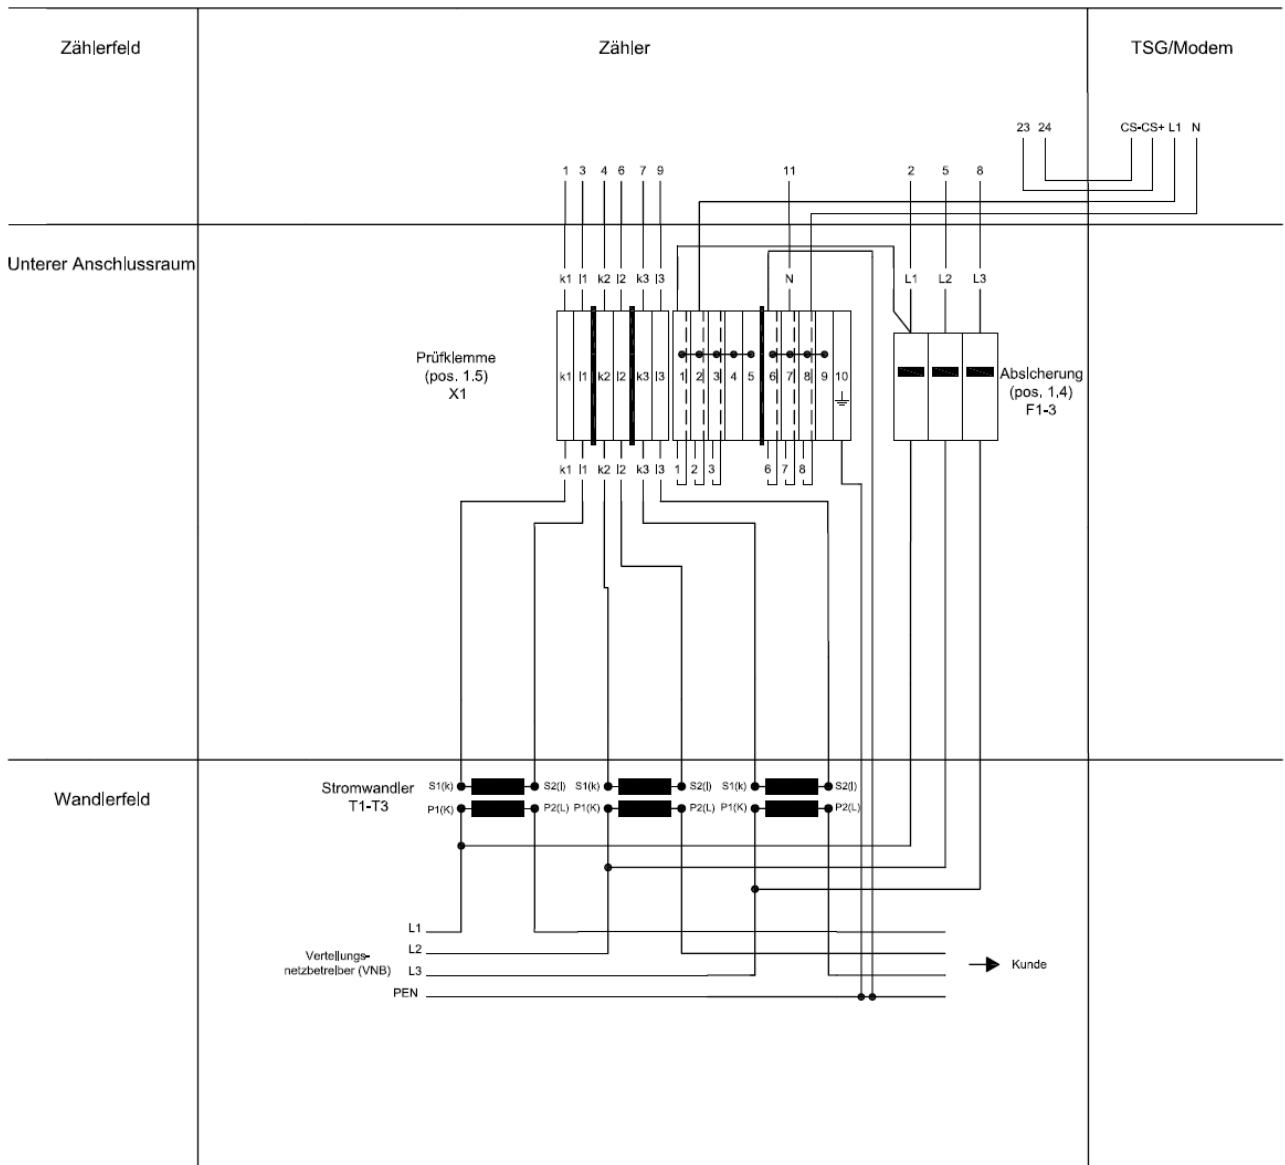 Zählerfeld
Zähler
TSG/Modem
23 24
CS- CS+ L1 N
1 3 4 6 7 9
11
2 5 8
Unterer Anschlussraum
k1 l1 k2 l2 k3 l3
N
L1 L2 L3
Prüfklemme
(pos. 1.5)
X1
k1 l1 k2 l2 k3 l3 1 2 3 4 5 6 7 8 9 10
Absicherung
(pos. 1.4)
F1-3
k1 l1 k2 l2 k3 l3 1 2 3 6 7 8
Wandlerfeld
Stromwandler
T1-T3
S1(k) S2(l) S1(k) S2(l) S1(k) S2(l)
P1(K) P2(L) P1(K) P2(L) P1(K) P2(L)
Verteilungs-
netzbetreiber (VNB)
L1
L2
L3
PEN
Kunde